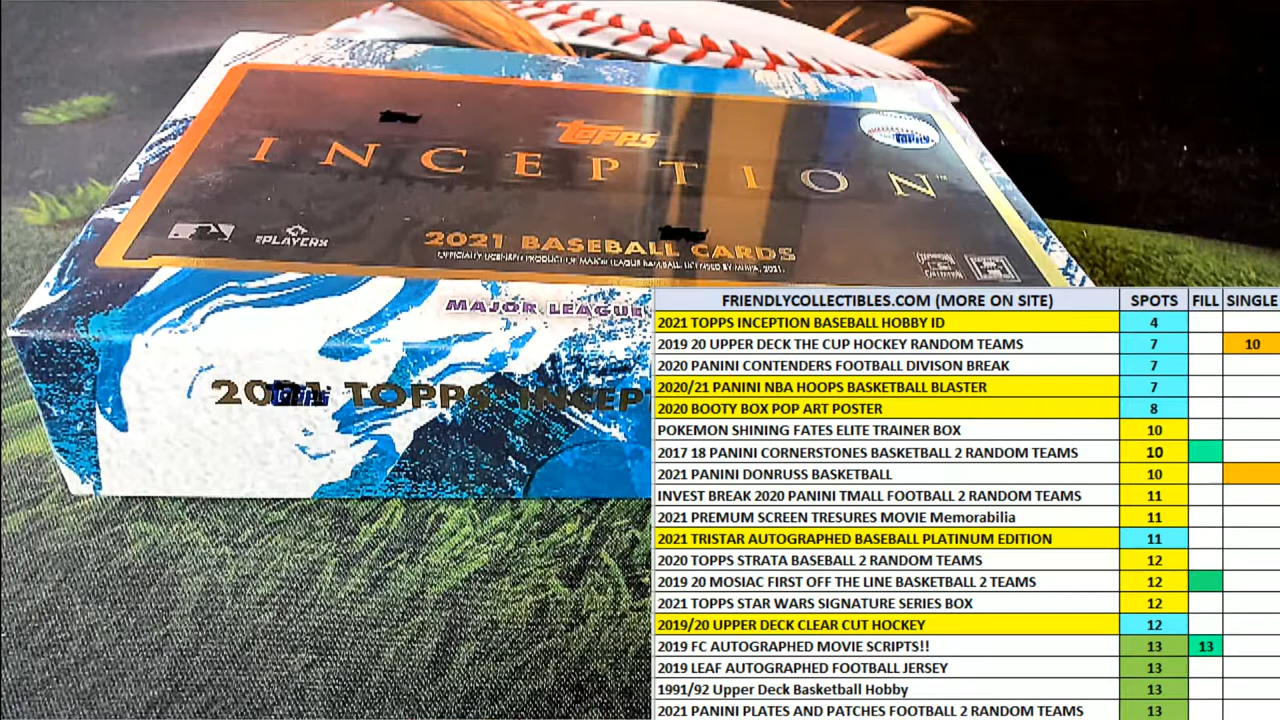 TOPPS
INCEPTION™
2021 BASEBALL CARDS
OFFICIALLY LICENSED PRODUCT OF MAJOR LEAGUE BASEBALL.
MAJOR LEAGUE
2021 TOPPS INCEP
FRIENDLYCOLLECTIBLES.COM (MORE ON SITE) SPOTS FILL SINGLE
2021 TOPPS INCEPTION BASEBALL HOBBY ID 4
2019 20 UPPER DECK THE CUP HOCKEY RANDOM TEAMS 7 10
2020 PANINI CONTENDERS FOOTBALL DIVISON BREAK 7
2020/21 PANINI NBA HOOPS BASKETBALL BLASTER 7
2020 BOOTY BOX POP ART POSTER 8
POKEMON SHINING FATES ELITE TRAINER BOX 10
2017 18 PANINI CORNERSTONES BASKETBALL 2 RANDOM TEAMS 10
2021 PANINI DONRUSS BASKETBALL 10
INVEST BREAK 2020 PANINI TMALL FOOTBALL 2 RANDOM TEAMS 11
2021 PREMUM SCREEN TRESURES MOVIE Memorabilia 11
2021 TRISTAR AUTOGRAPHED BASEBALL PLATINUM EDITION 11
2020 TOPPS STRATA BASEBALL 2 RANDOM TEAMS 12
2019 20 MOSIAC FIRST OFF THE LINE BASKETBALL 2 TEAMS 12
2021 TOPPS STAR WARS SIGNATURE SERIES BOX 12
2019/20 UPPER DECK CLEAR CUT HOCKEY 12
2019 FC AUTOGRAPHED MOVIE SCRIPTS!! 13 13
2019 LEAF AUTOGRAPHED FOOTBALL JERSEY 13
1991/92 Upper Deck Basketball Hobby 13
2021 PANINI PLATES AND PATCHES FOOTBALL 2 RANDOM TEAMS 13